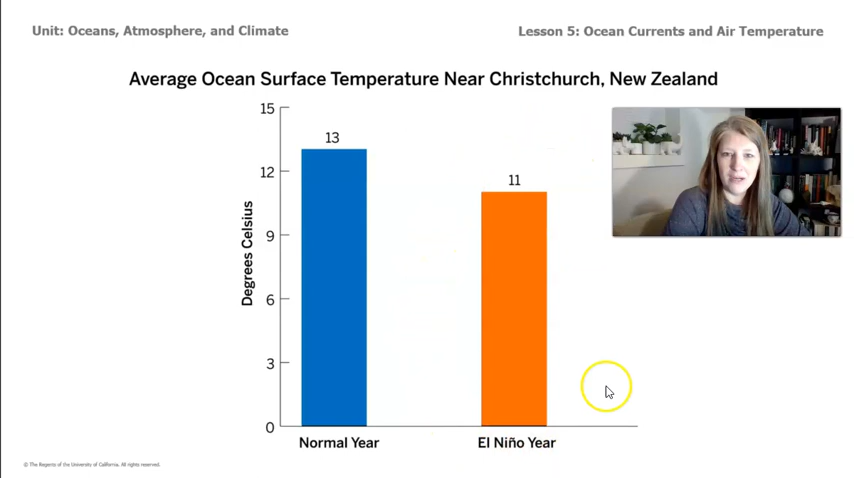 Unit: Oceans, Atmosphere, and Climate
Lesson 5: Ocean Currents and Air Temperature
Average Ocean Surface Temperature Near Christchurch, New Zealand
15
13
12
11
9
Degrees Celsius
6
3
0
Normal Year
El Niño Year
© The Regents of the University of California. All rights reserved.